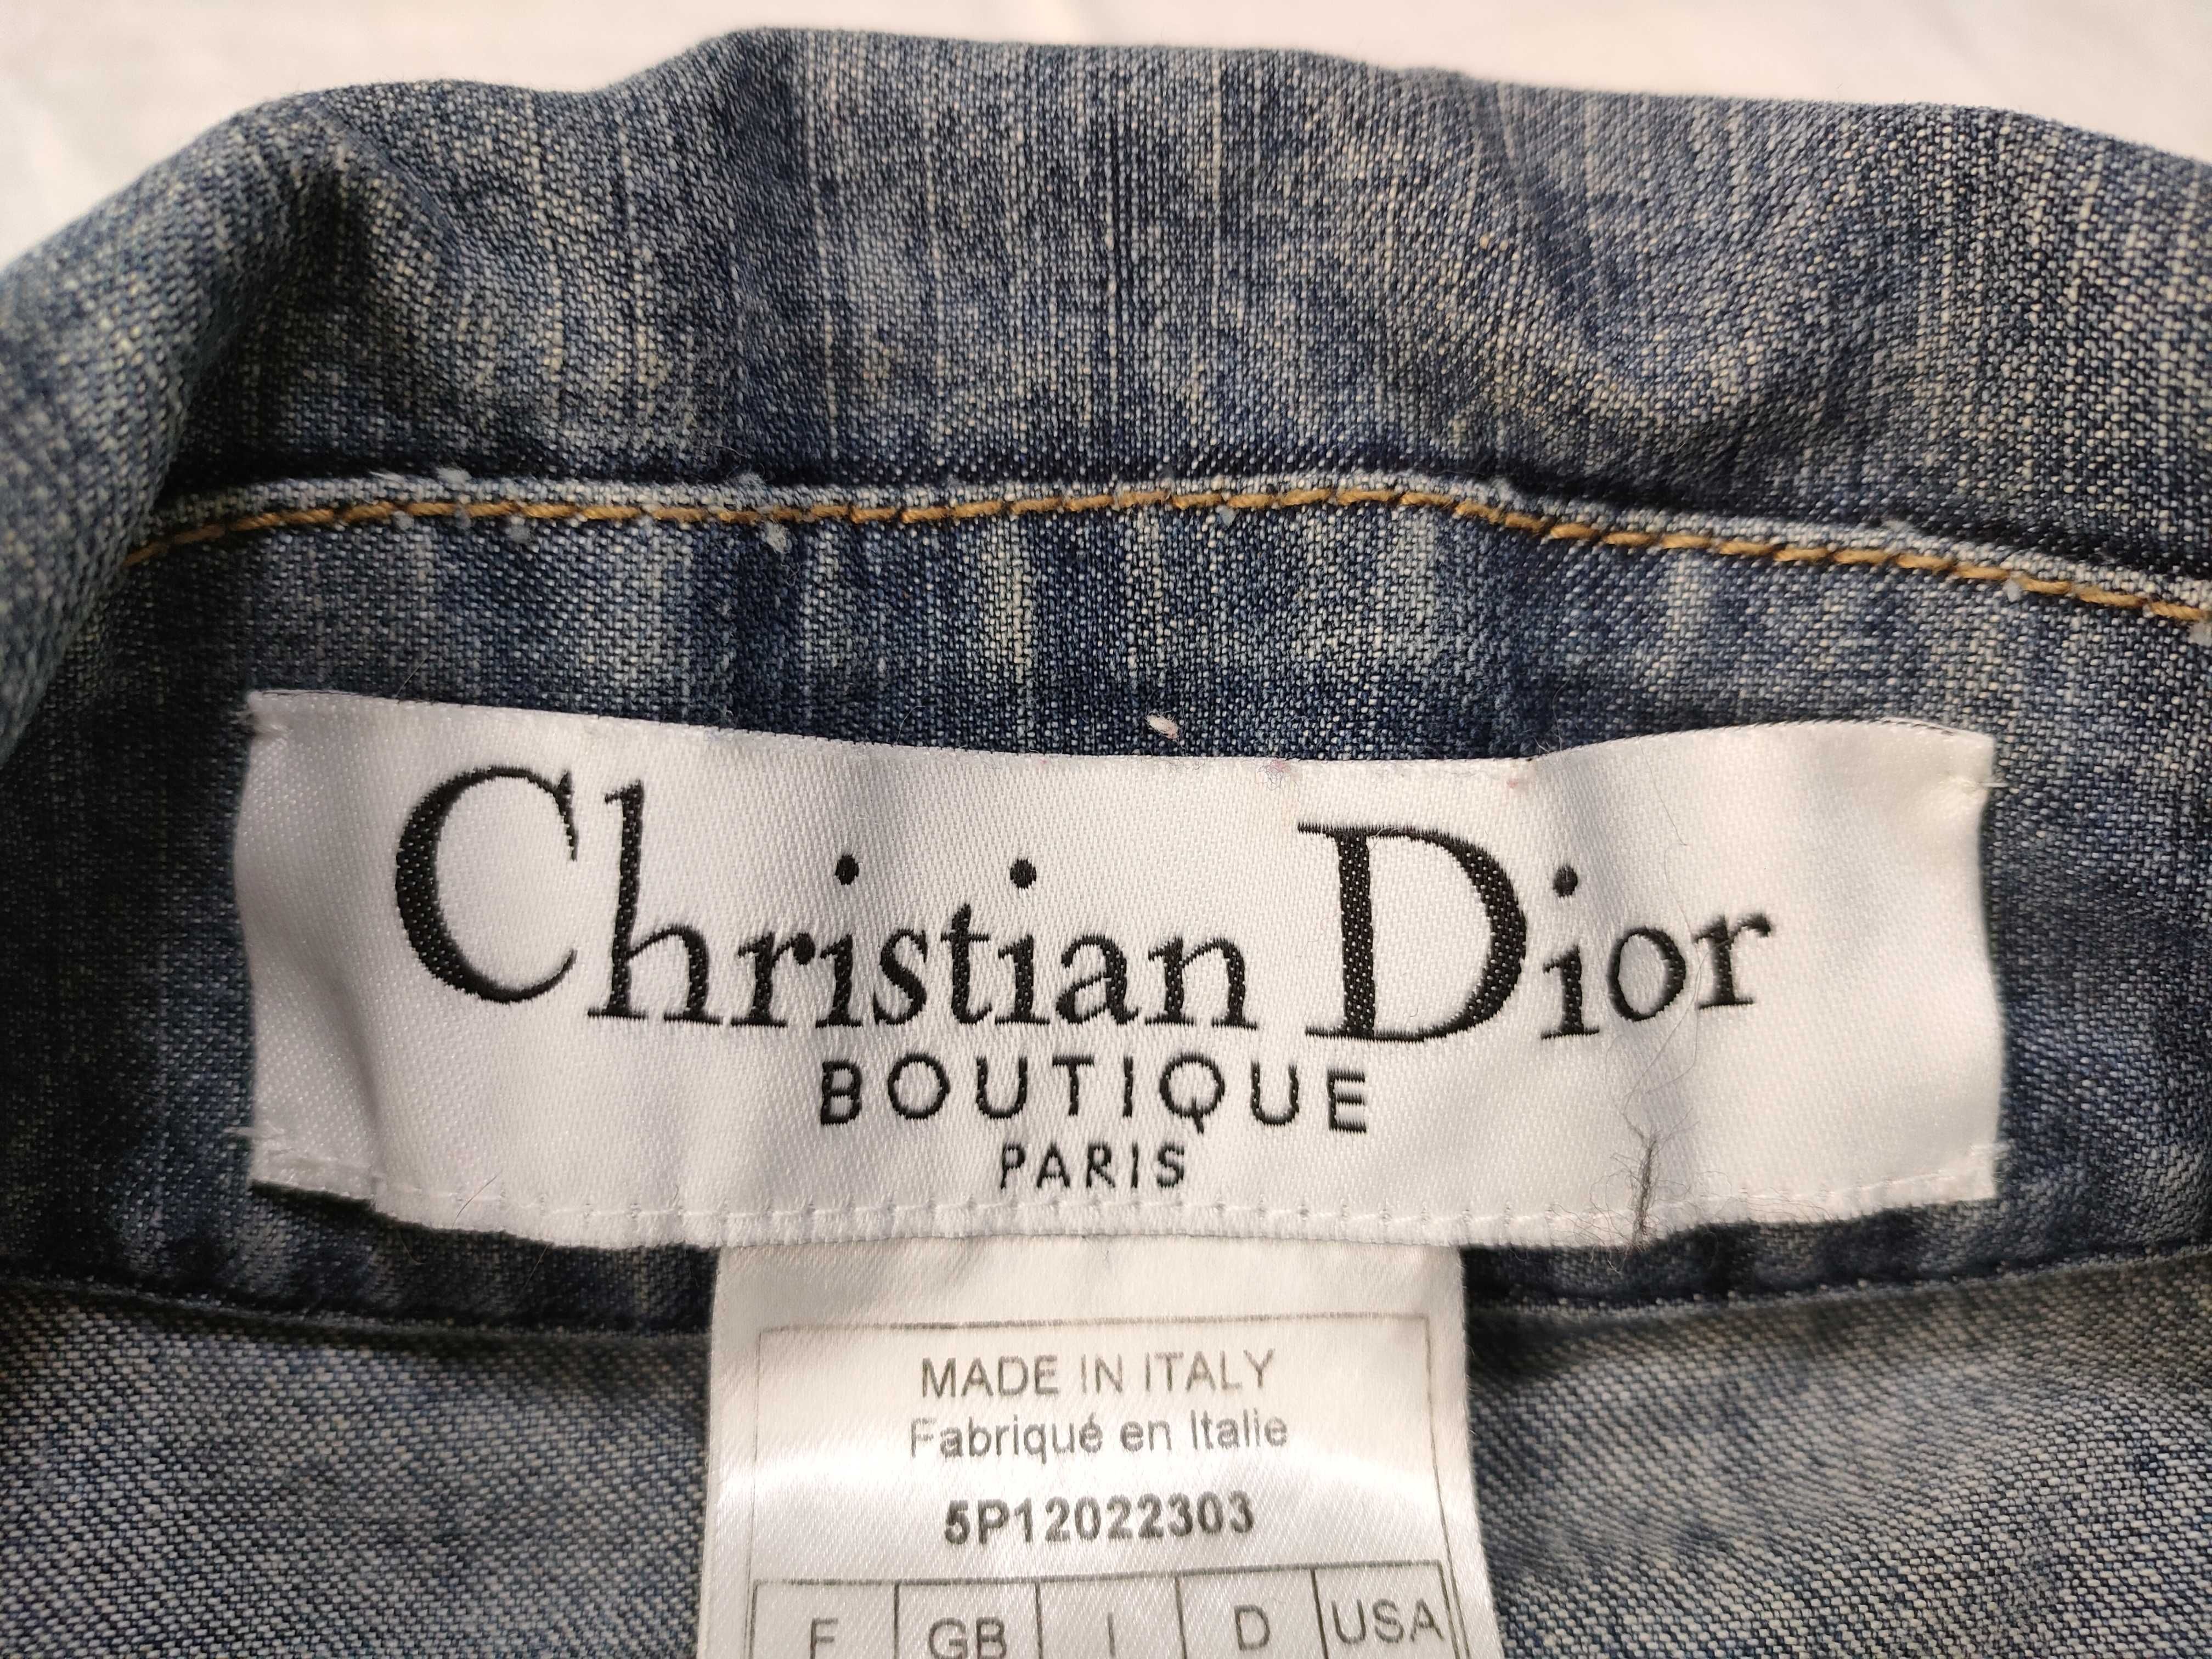 Christian Dior
BOUTIQUE
PARIS
MADE IN ITALY
Fabriqué en Italie
5P12022303
F GB I D USA